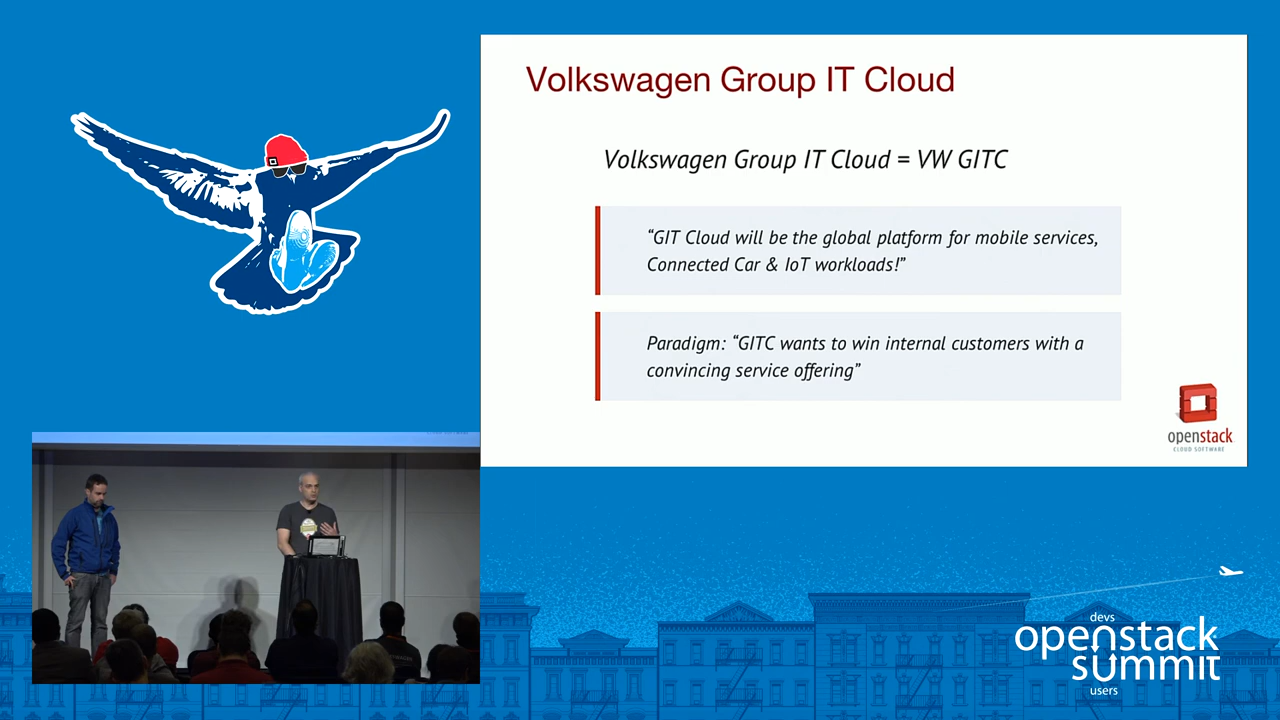 Volkswagen Group IT Cloud
Volkswagen Group IT Cloud = VW GITC
“GIT Cloud will be the global platform for mobile services,
Connected Car & IoT workloads!”
Paradigm: “GITC wants to win internal customers with a
convincing service offering”
openstack
CLOUD SOFTWARE
devs
openstack
summit
users